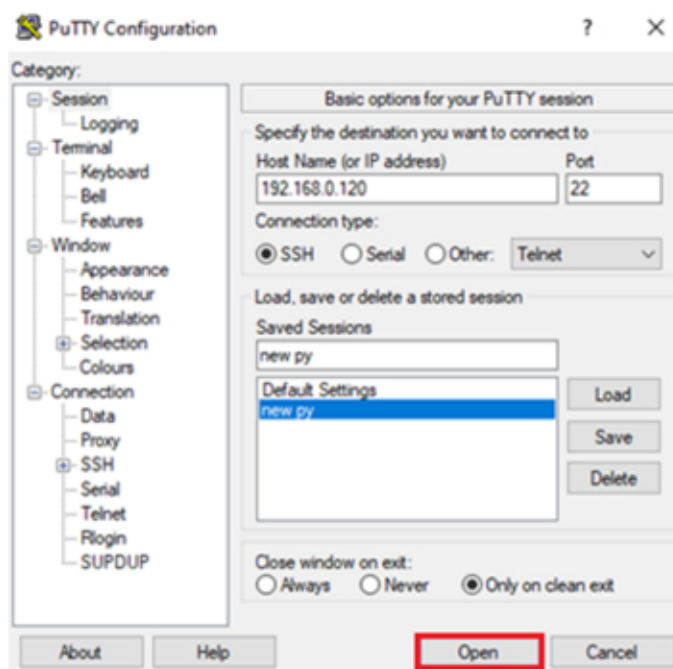 PuTTY Configuration
?
Category:
Session
Logging
Terminal
Keyboard
Bell
Features
Window
Appearance
Behaviour
Translation
Selection
Colours
Connection
Data
Proxy
SSH
Serial
Telnet
Rlogin
SUPDUP
Basic options for your PuTTY session
Specify the destination you want to connect to
Host Name (or IP address) Port
192.168.0.120 22
Connection type:
SSH Serial Other: Telnet
Load, save or delete a stored session
Saved Sessions
new py
Default Settings
new py
Load
Save
Delete
Close window on exit:
Always Never Only on clean exit
About Help Open Cancel